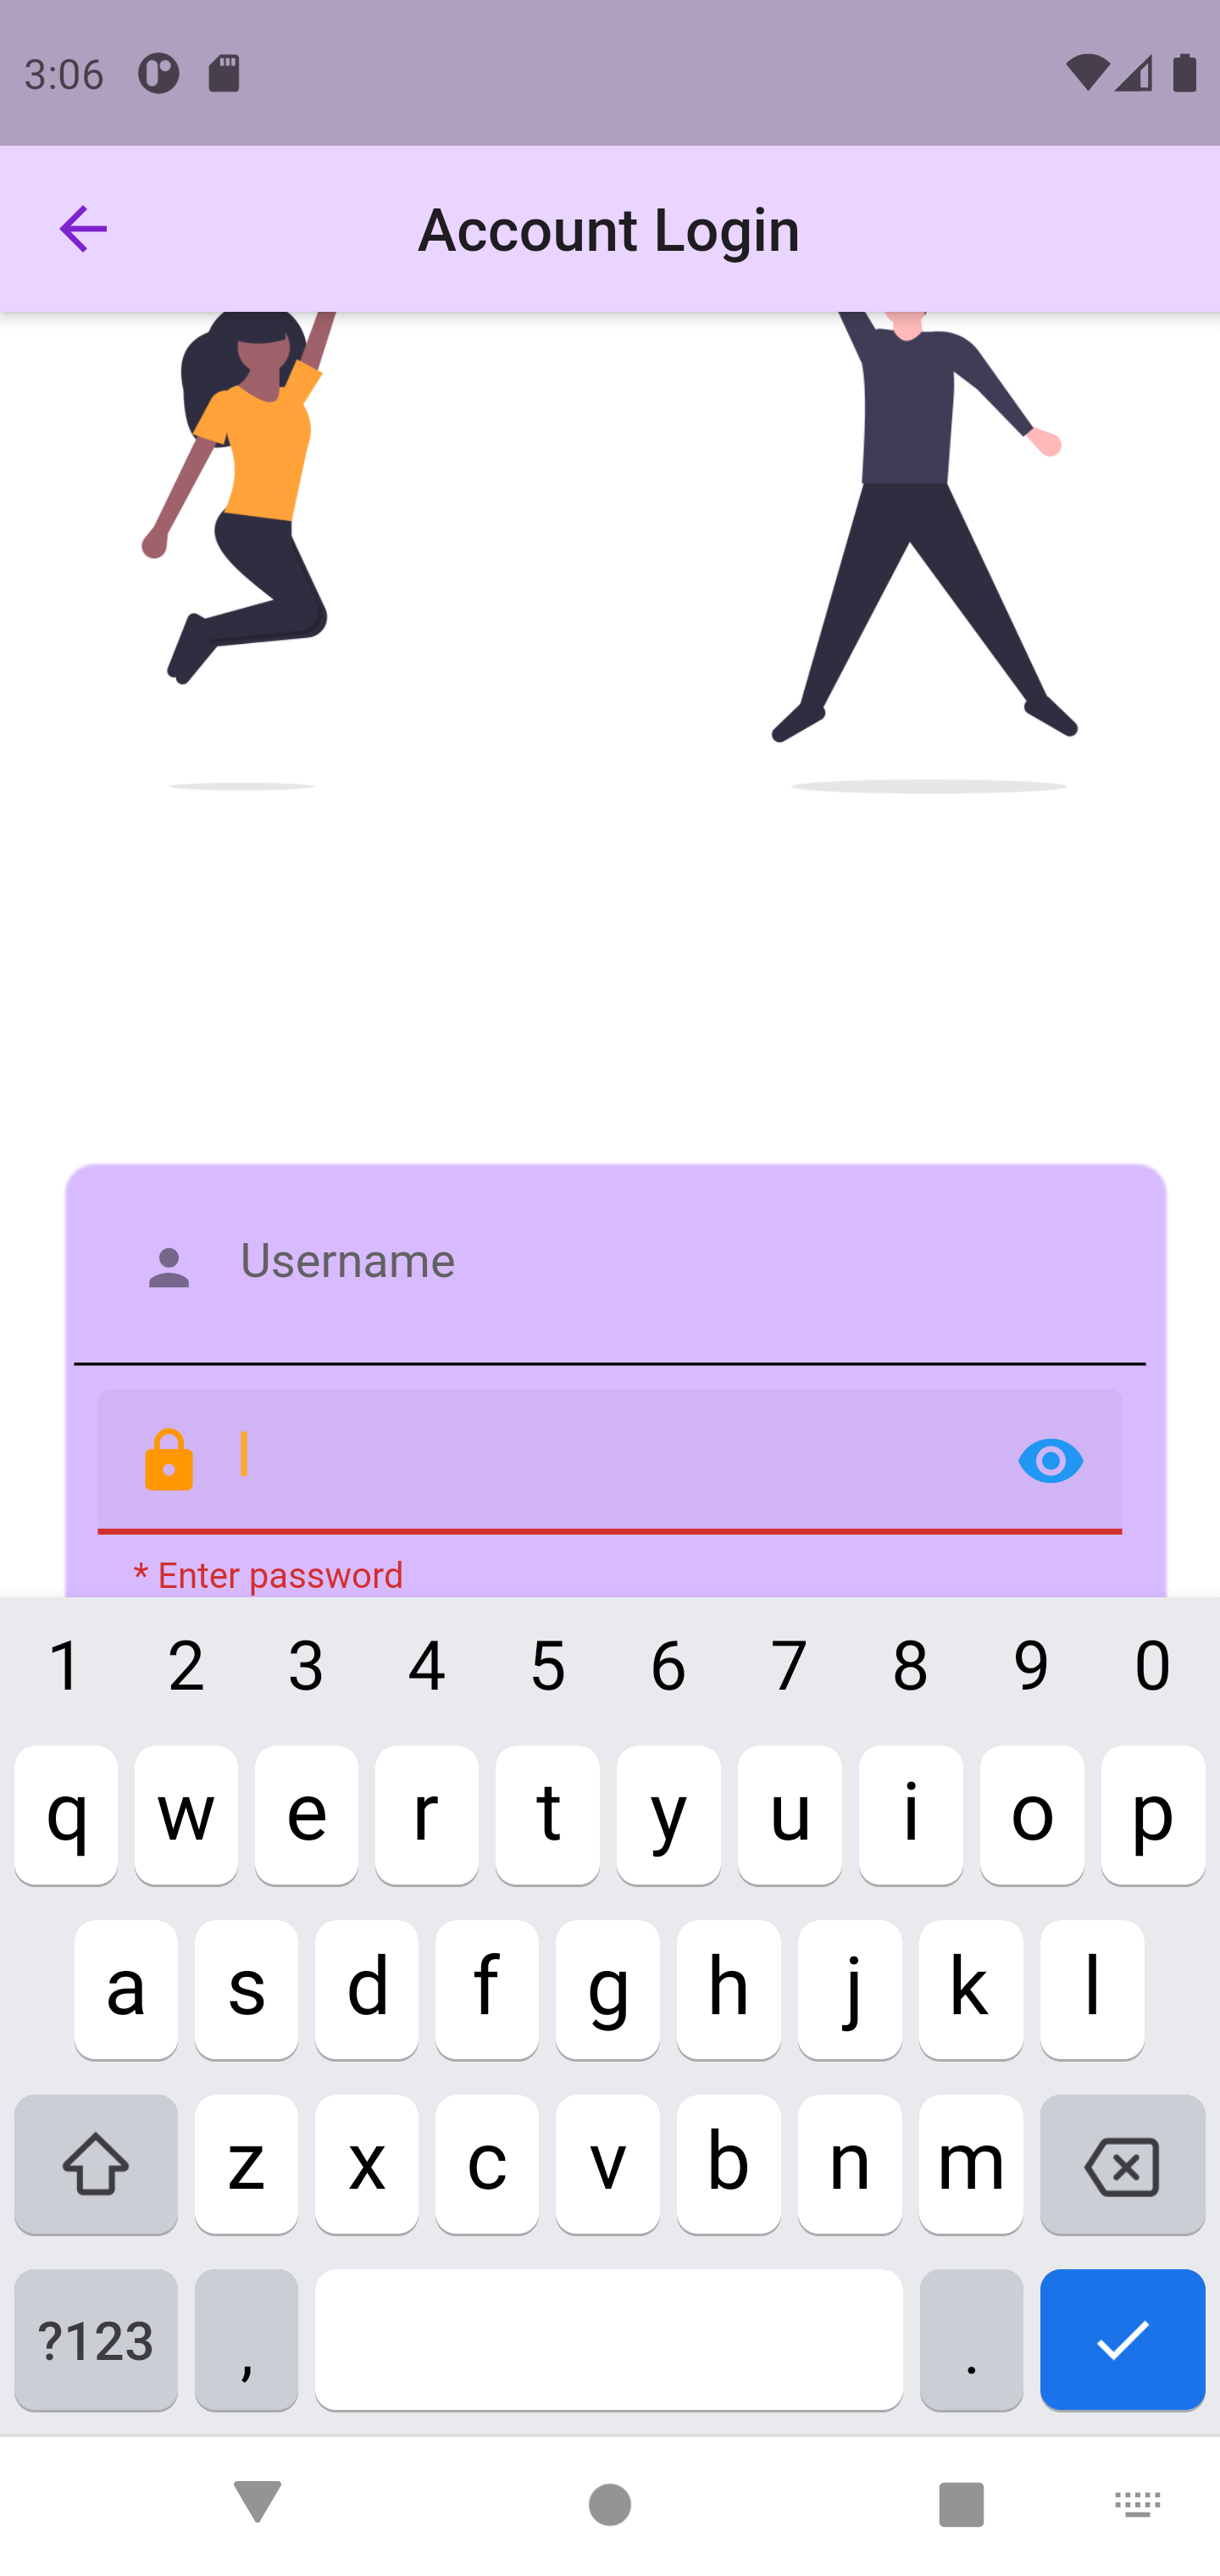 3:06
Account Login
Username
* Enter password
1 2 3 4 5 6 7 8 9 0
q w e r t y u i o p
a s d f g h j k l
z x c v b n m
?123 , .